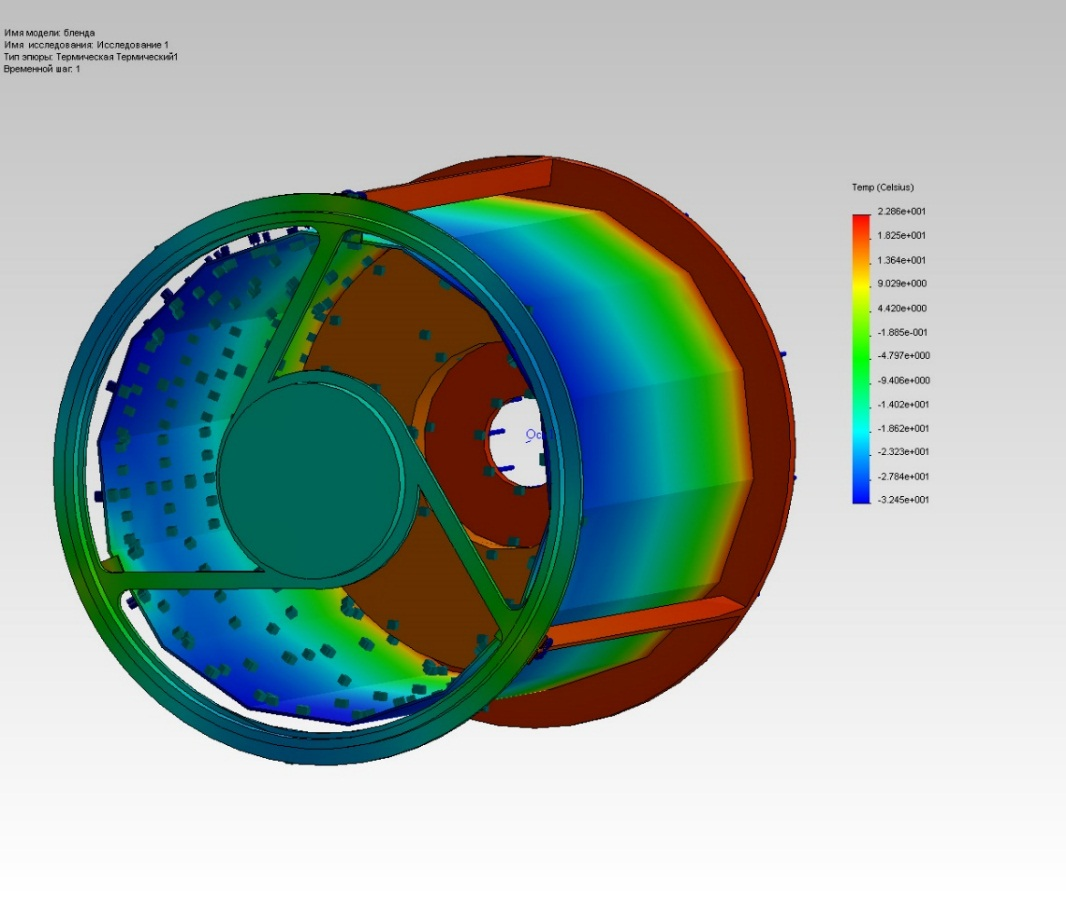 Имя модели: бленда
Имя исследования: Исследование 1
Тип эпюры: Термическая Термический1
Временной шаг: 1
Temp (Celsius)
2.286e+001
1.825e+001
1.364e+001
9.029e+000
4.420e+000
-1.885e-001
-4.797e+000
-9.406e+000
-1.402e+001
-1.862e+001
-2.323e+001
-2.784e+001
-3.245e+001